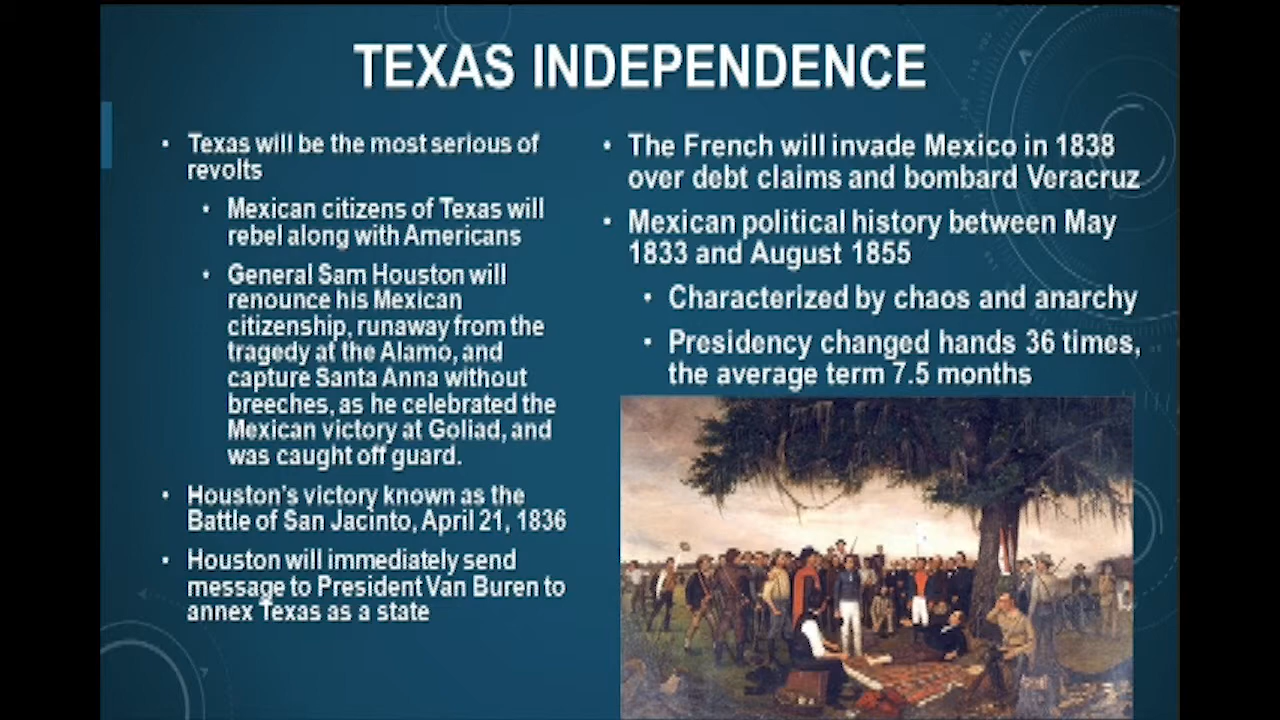 TEXAS INDEPENDENCE
• Texas will be the most serious of
revolts
• Mexican citizens of Texas will
rebel along with Americans
• General Sam Houston will
renounce his Mexican
citizenship, runaway from the
tragedy at the Alamo, and
capture Santa Anna without
breeches, as he celebrated the
Mexican victory at Goliad, and
was caught off guard.
• Houston's victory known as the
Battle of San Jacinto, April 21, 1836
• Houston will immediately send
message to President Van Buren to
annex Texas as a state
• The French will invade Mexico in 1838
over debt claims and bombard Veracruz
• Mexican political history between May
1833 and August 1855
• Characterized by chaos and anarchy
• Presidency changed hands 36 times,
the average term 7.5 months